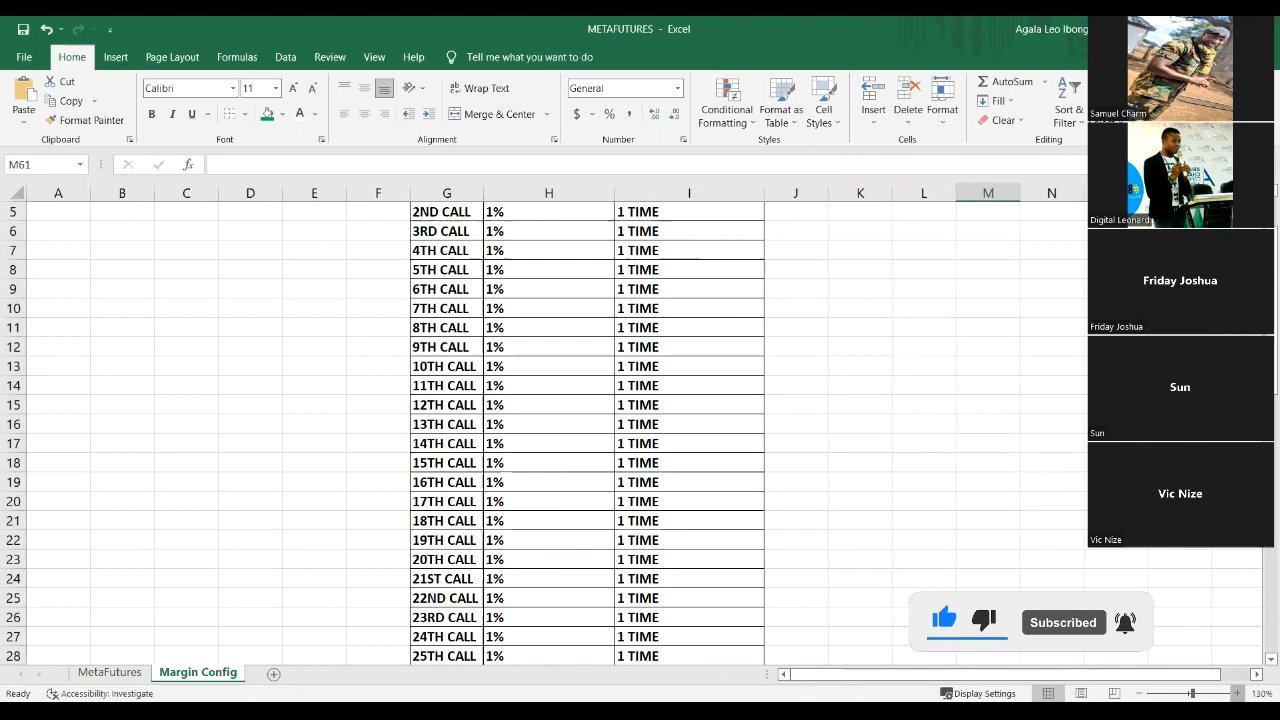 METAFUTURES - Excel
Agala Leo Ibong
File Home Insert Page Layout Formulas Data Review View Help Tell me what you want to do
Cut
Copy
Format Painter
Paste
Clipboard
Calibri 11
B I U
Font
Wrap Text
Merge & Center
Alignment
General
$ % ,
Number
Conditional Formatting
Format as Table
Cell Styles
Styles
Insert Delete Format
Cells
AutoSum
Fill
Clear
Sort &
Filter
Editing
M61
fx
A B C D E F G H I J K L M N
5 2ND CALL 1% 1 TIME
6 3RD CALL 1% 1 TIME
7 4TH CALL 1% 1 TIME
8 5TH CALL 1% 1 TIME
9 6TH CALL 1% 1 TIME
10 7TH CALL 1% 1 TIME
11 8TH CALL 1% 1 TIME
12 9TH CALL 1% 1 TIME
13 10TH CALL 1% 1 TIME
14 11TH CALL 1% 1 TIME
15 12TH CALL 1% 1 TIME
16 13TH CALL 1% 1 TIME
17 14TH CALL 1% 1 TIME
18 15TH CALL 1% 1 TIME
19 16TH CALL 1% 1 TIME
20 17TH CALL 1% 1 TIME
21 18TH CALL 1% 1 TIME
22 19TH CALL 1% 1 TIME
23 20TH CALL 1% 1 TIME
24 21ST CALL 1% 1 TIME
25 22ND CALL 1% 1 TIME
26 23RD CALL 1% 1 TIME
27 24TH CALL 1% 1 TIME
28 25TH CALL 1% 1 TIME
Samuel Charm
Digital Leonard
Friday Joshua
Friday Joshua
Sun
Sun
Vic Nize
Vic Nize
Subscribed
MetaFutures Margin Config
Ready Accessibility: Investigate Display Settings 130%